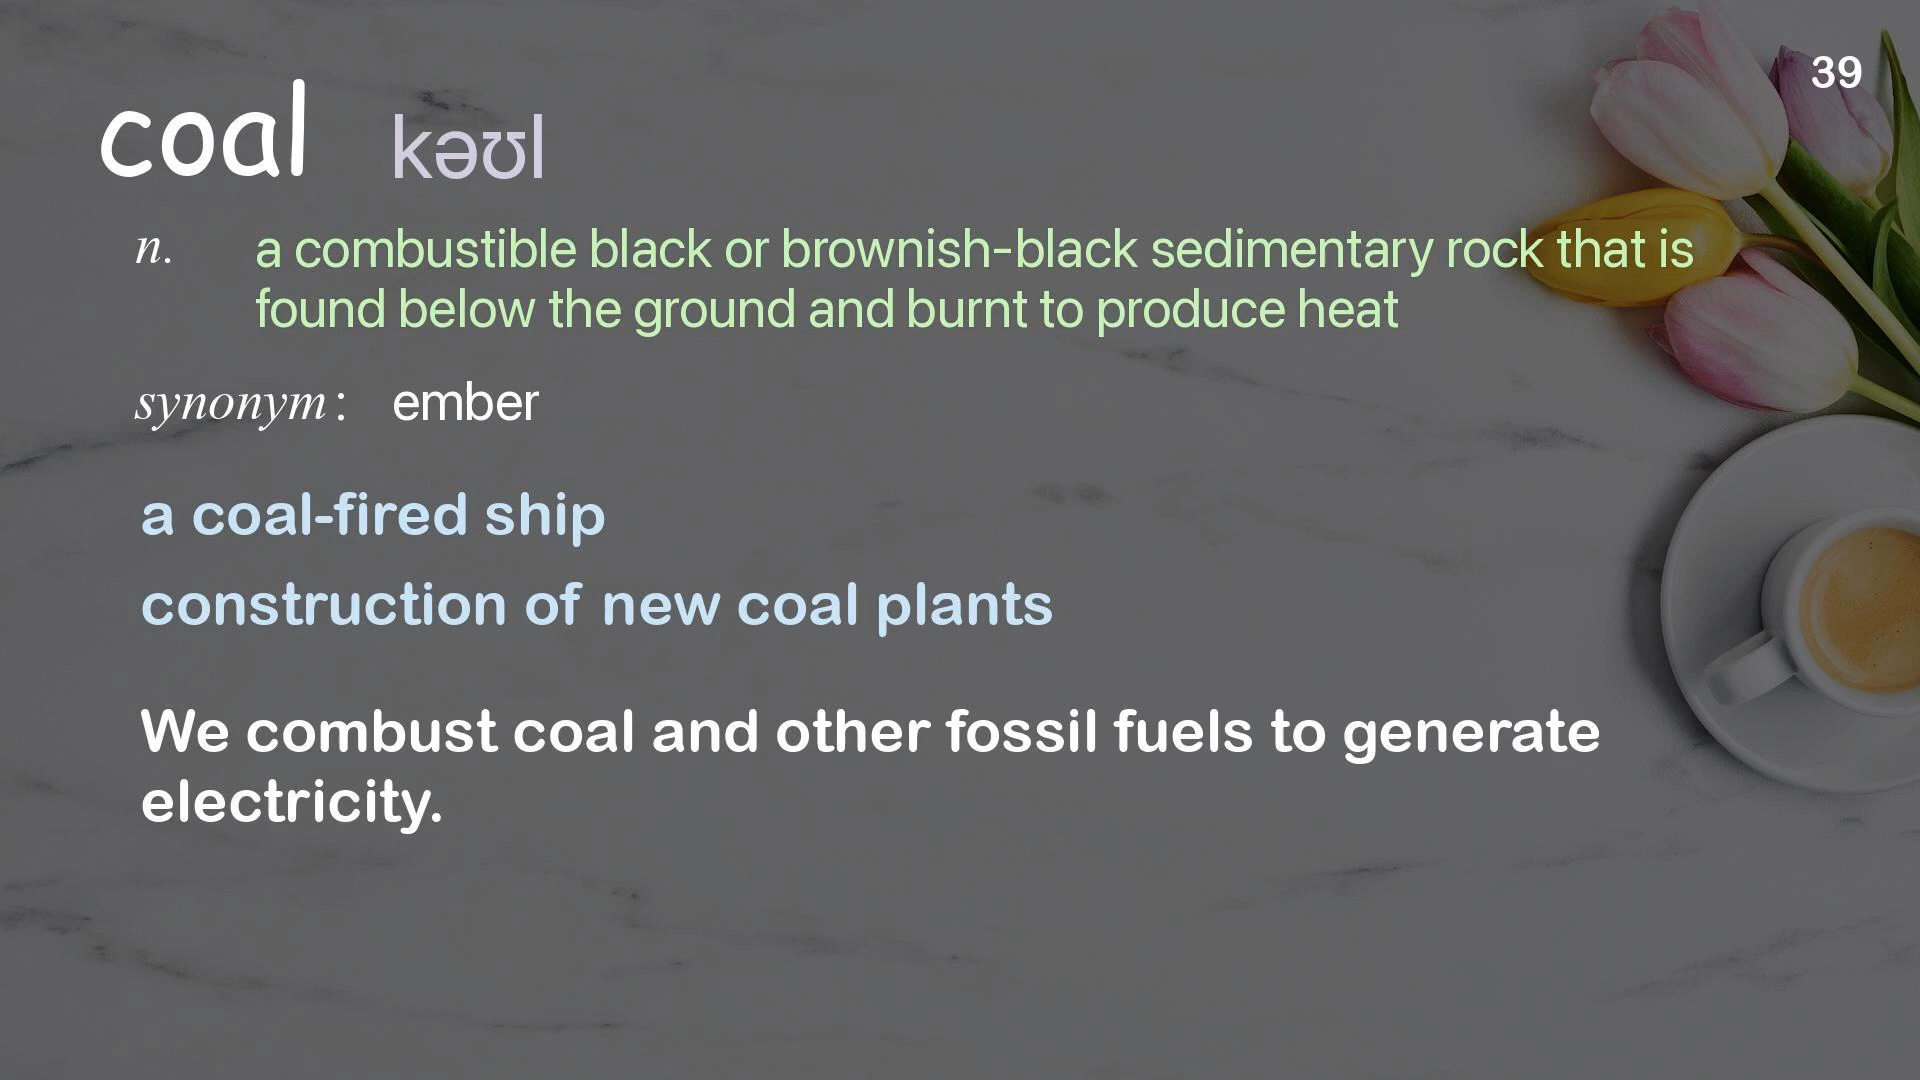 39
coal kəʊl
n. a combustible black or brownish-black sedimentary rock that is
found below the ground and burnt to produce heat
synonym : ember
a coal-fired ship
construction of new coal plants
We combust coal and other fossil fuels to generate
electricity.